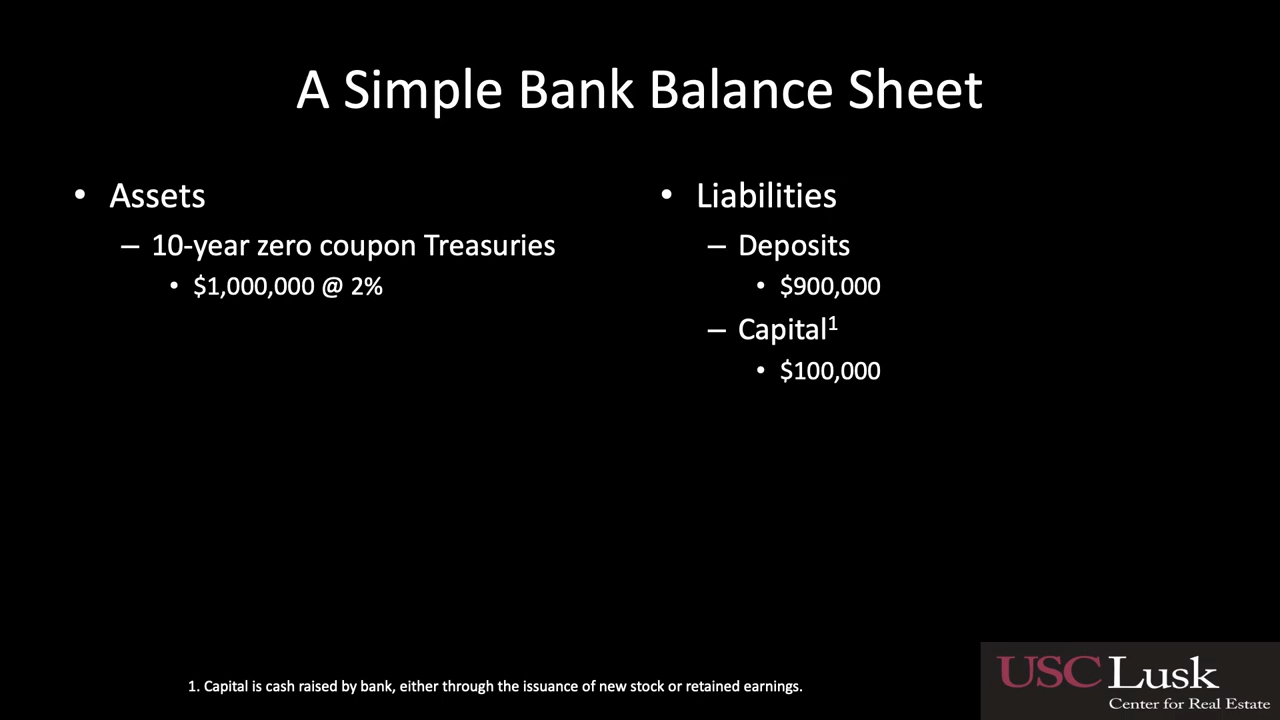 A Simple Bank Balance Sheet
• Assets
– 10-year zero coupon Treasuries
• $1,000,000 @ 2%
• Liabilities
– Deposits
• $900,000
– Capital¹
• $100,000
1. Capital is cash raised by bank, either through the issuance of new stock or retained earnings.
USC Lusk
Center for Real Estate